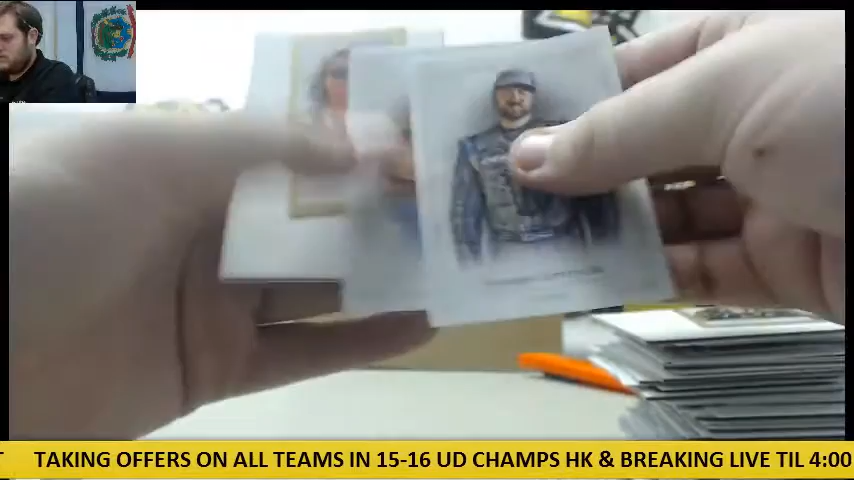 T TAKING OFFERS ON ALL TEAMS IN 15-16 UD CHAMPS HK & BREAKING LIVE TIL 4:00